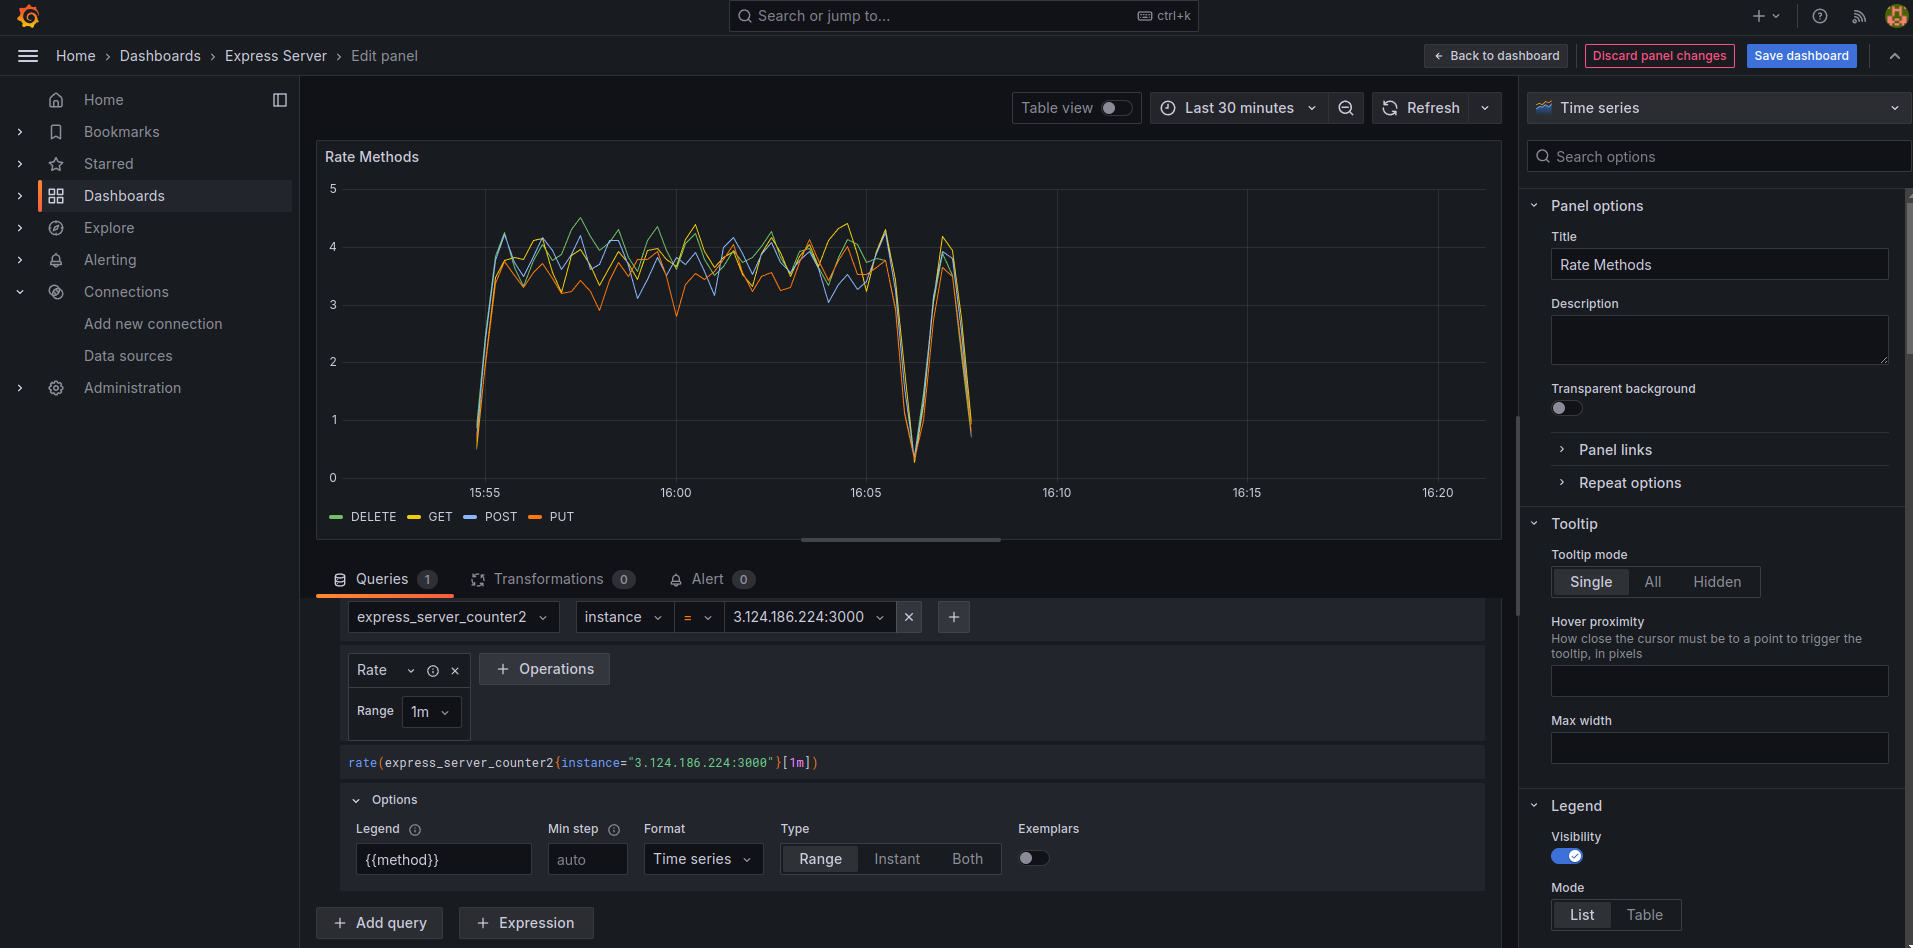 Search or jump to... ctrl+k
Home › Dashboards › Express Server › Edit panel
Back to dashboard
Discard panel changes
Save dashboard
Home
Bookmarks
Starred
Dashboards
Explore
Alerting
Connections
Add new connection
Data sources
Administration
Table view
Last 30 minutes
Refresh
Rate Methods
5
4
3
2
1
0
15:55 16:00 16:05 16:10 16:15 16:20
DELETE GET POST PUT
Queries 1
Transformations 0
Alert 0
express_server_counter2 instance = 3.124.186.224:3000
Rate
+ Operations
Range 1m
rate(express_server_counter2{instance="3.124.186.224:3000"}[1m])
Options
Legend Min step Format Type Exemplars
{{method}} auto Time series Range Instant Both
+ Add query + Expression
Time series
Search options
Panel options
Title
Rate Methods
Description
Transparent background
Panel links
Repeat options
Tooltip
Tooltip mode
Single All Hidden
Hover proximity
How close the cursor must be to a point to trigger the
tooltip, in pixels
Max width
Legend
Visibility
Mode
List Table